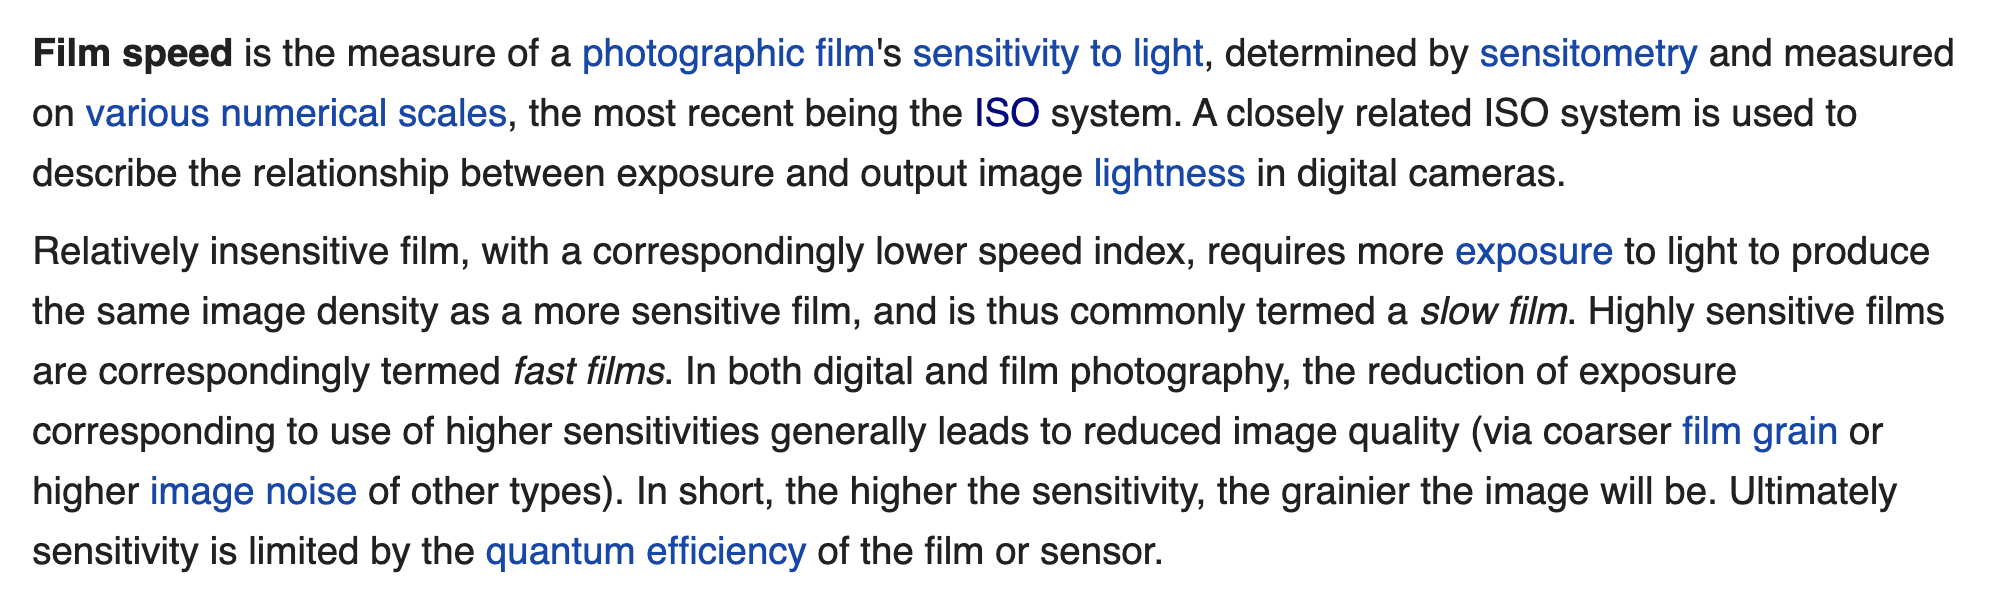 Film speed is the measure of a photographic film's sensitivity to light, determined by sensitometry and measured
on various numerical scales, the most recent being the ISO system. A closely related ISO system is used to
describe the relationship between exposure and output image lightness in digital cameras.
Relatively insensitive film, with a correspondingly lower speed index, requires more exposure to light to produce
the same image density as a more sensitive film, and is thus commonly termed a slow film. Highly sensitive films
are correspondingly termed fast films. In both digital and film photography, the reduction of exposure
corresponding to use of higher sensitivities generally leads to reduced image quality (via coarser film grain or
higher image noise of other types). In short, the higher the sensitivity, the grainier the image will be. Ultimately
sensitivity is limited by the quantum efficiency of the film or sensor.